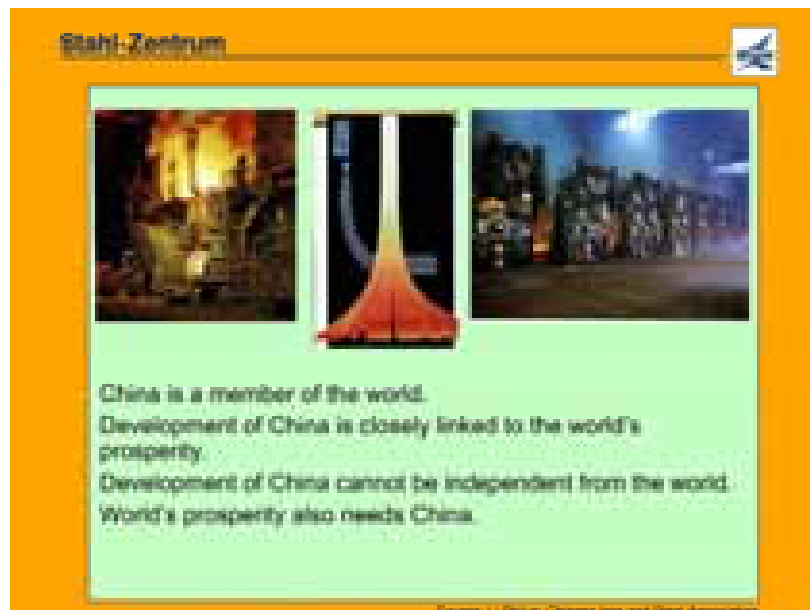 Stahl-Zentrum
China is a member of the world.
Development of China is closely linked to the world's
prosperity.
Development of China cannot be independent from the world.
World's prosperity also needs China.